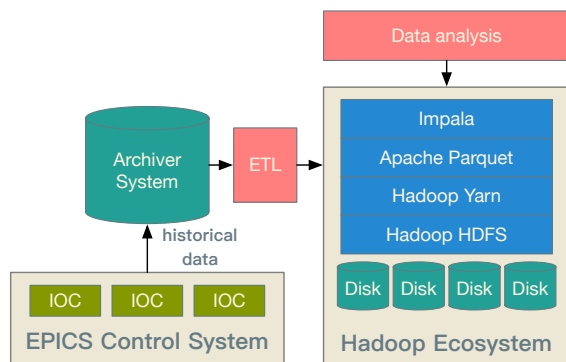 Data analysis
Impala
Apache Parquet
Hadoop Yarn
Hadoop HDFS
Disk Disk Disk Disk
Hadoop Ecosystem
Archiver
System
ETL
historical
data
IOC IOC IOC
EPICS Control System